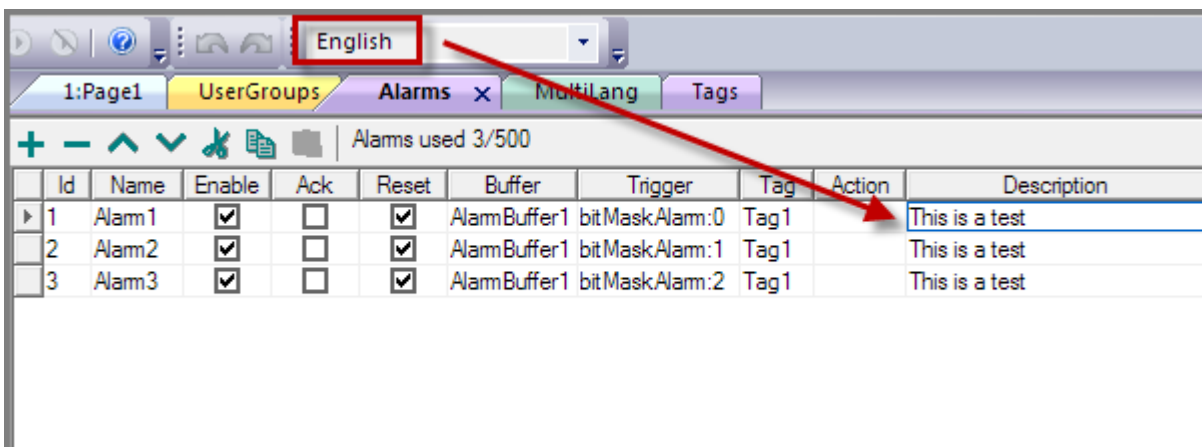 English
1:Page1 UserGroups Alarms MultiLang Tags
Alarms used 3/500
Id Name Enable Ack Reset Buffer Trigger Tag Action Description
1 Alarm1 AlarmBuffer1 bitMaskAlarm:0 Tag1 This is a test
2 Alarm2 AlarmBuffer1 bitMaskAlarm:1 Tag1 This is a test
3 Alarm3 AlarmBuffer1 bitMaskAlarm:2 Tag1 This is a test